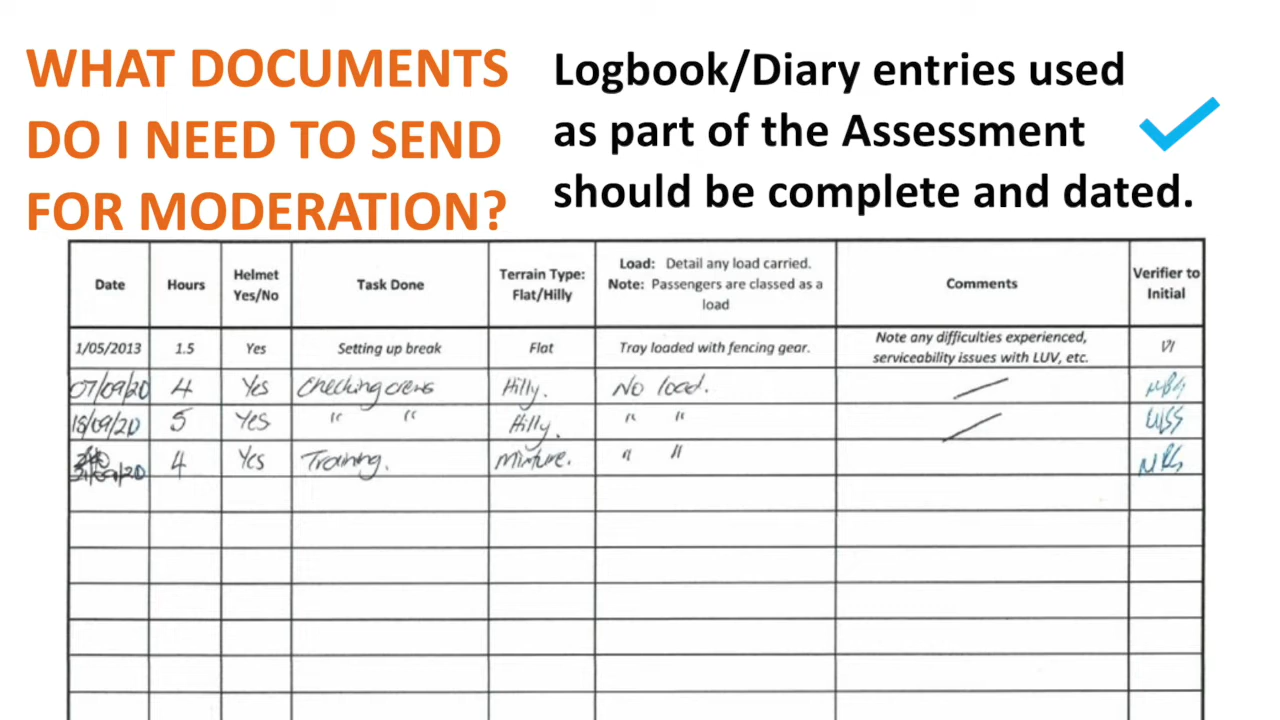 WHAT DOCUMENTS
DO I NEED TO SEND
FOR MODERATION?
Logbook/Diary entries used
as part of the Assessment
should be complete and dated.
Date Hours Helmet Yes/No Task Done Terrain Type: Flat/Hilly Load: Detail any load carried. Note: Passengers are classed as a load Comments Verifier to Initial
1/05/2013 1.5 Yes Setting up break Flat Tray loaded with fencing gear. Note any difficulties experienced, serviceability issues with LUV, etc.
07/09/20 4 Yes Checking crews Hilly. No load.
18/09/20 5 Yes " " Hilly. " "
4 Yes Training. Mixture. " "